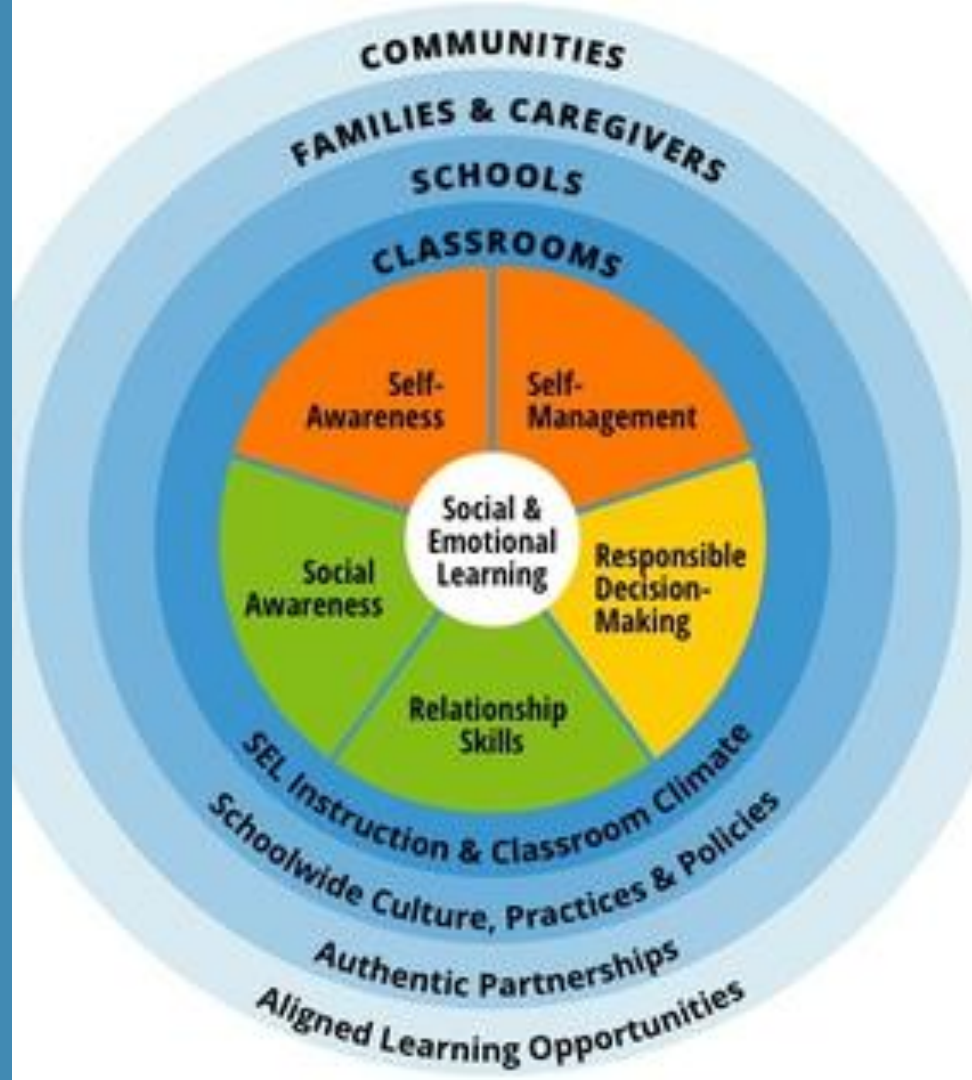 COMMUNITIES
FAMILIES & CAREGIVERS
SCHOOLS
CLASSROOMS
Self-
Awareness
Self-
Management
Social &
Emotional
Learning
Social
Awareness
Responsible
Decision-
Making
Relationship
Skills
SEL Instruction & Classroom Climate
Schoolwide Culture, Practices & Policies
Authentic Partnerships
Aligned Learning Opportunities